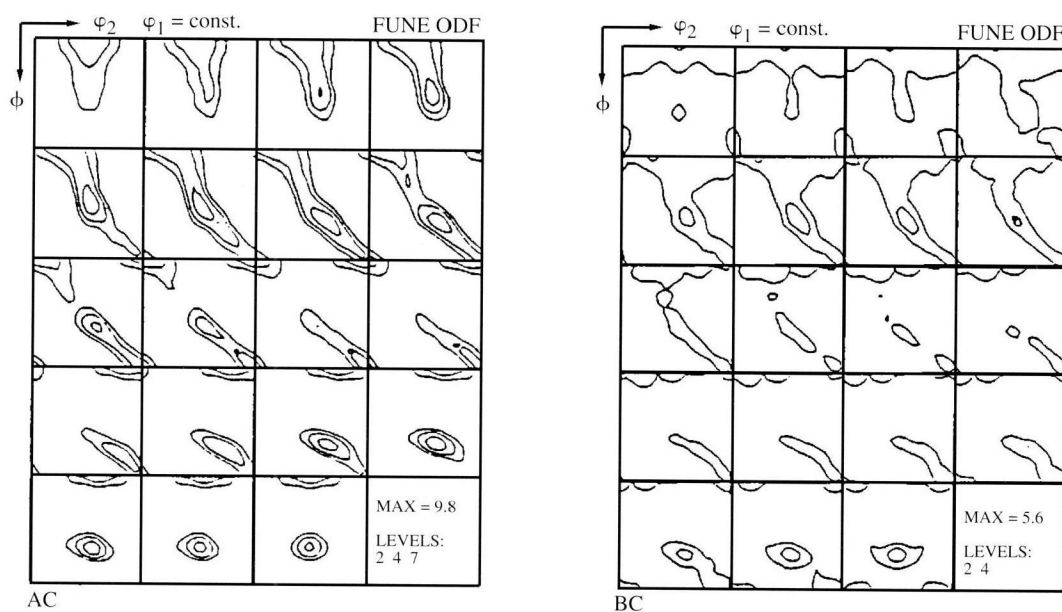 φ2 φ1 = const. FUNE ODF
ϕ
MAX = 9.8
LEVELS:
2 4 7
AC
φ2 φ1 = const. FUNE ODF
ϕ
MAX = 5.6
LEVELS:
2 4
BC